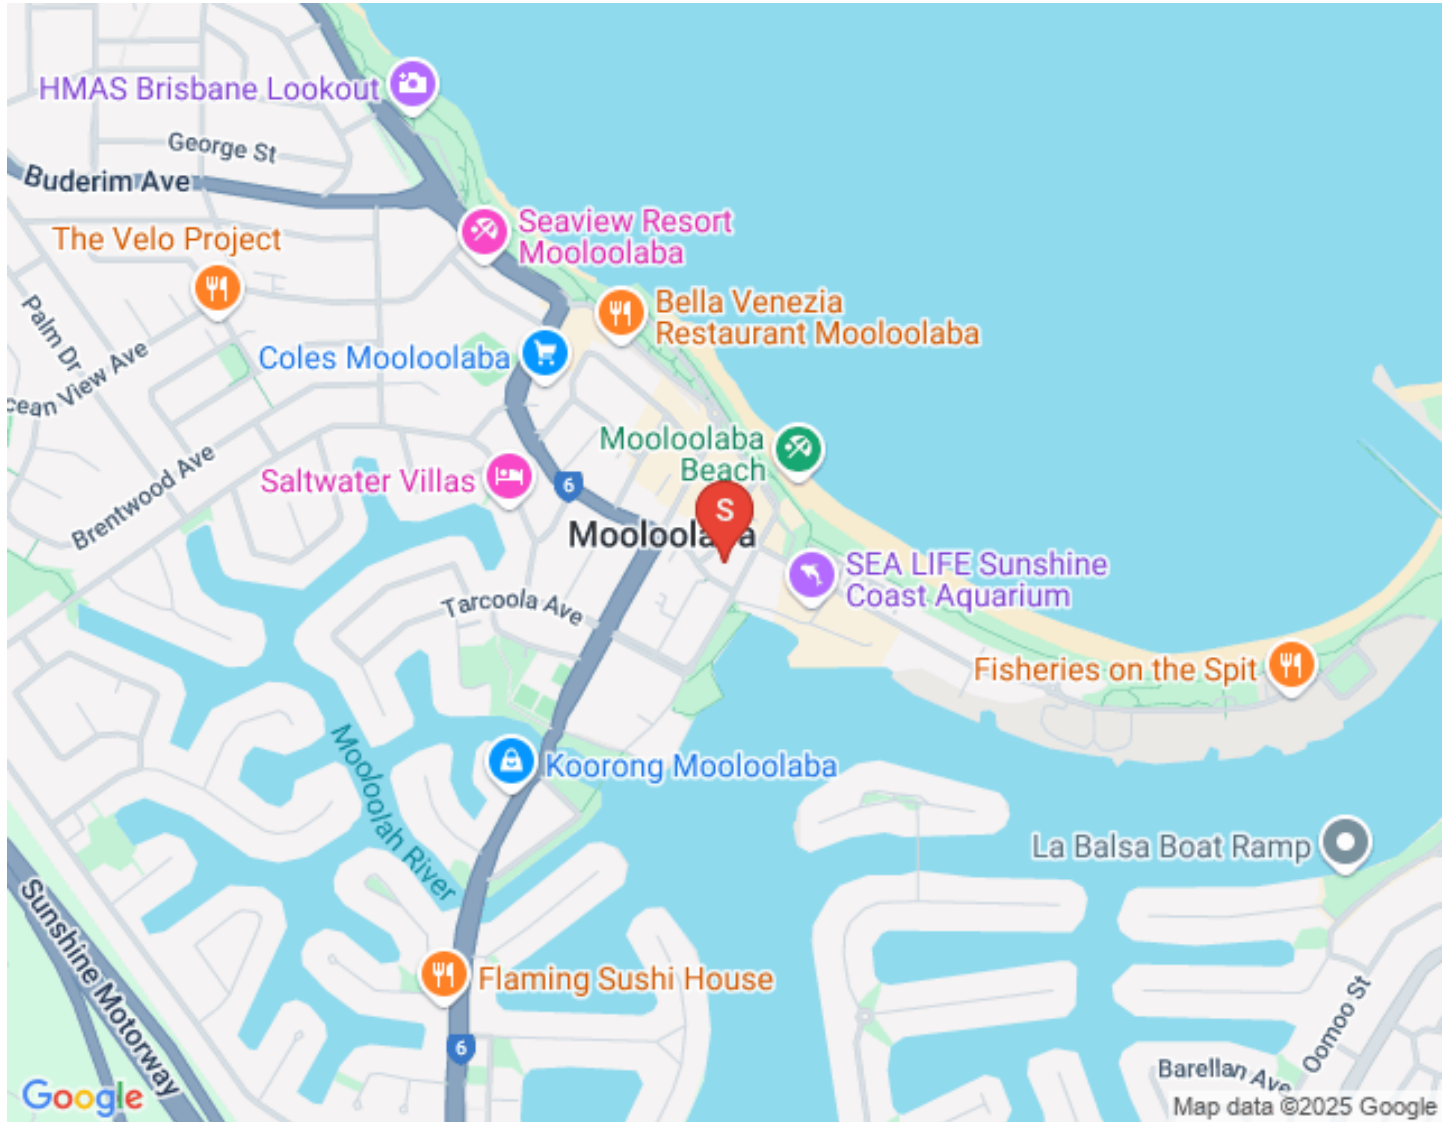 HMAS Brisbane Lookout
George St
Buderim Ave
Seaview Resort
Mooloolaba
The Velo Project
Bella Venezia
Restaurant Mooloolaba
Palm Dr
Coles Mooloolaba
cean View Ave
Mooloolaba
Beach
Brentwood Ave
Saltwater Villas
6
S
Mooloolaba
SEA LIFE Sunshine
Coast Aquarium
Tarcoola Ave
Fisheries on the Spit
Mooloolah River
Koorong Mooloolaba
La Balsa Boat Ramp
Sunshine Motorway
Flaming Sushi House
Oomoo St
6
Barellan Ave
Google
Map data ©2025 Google